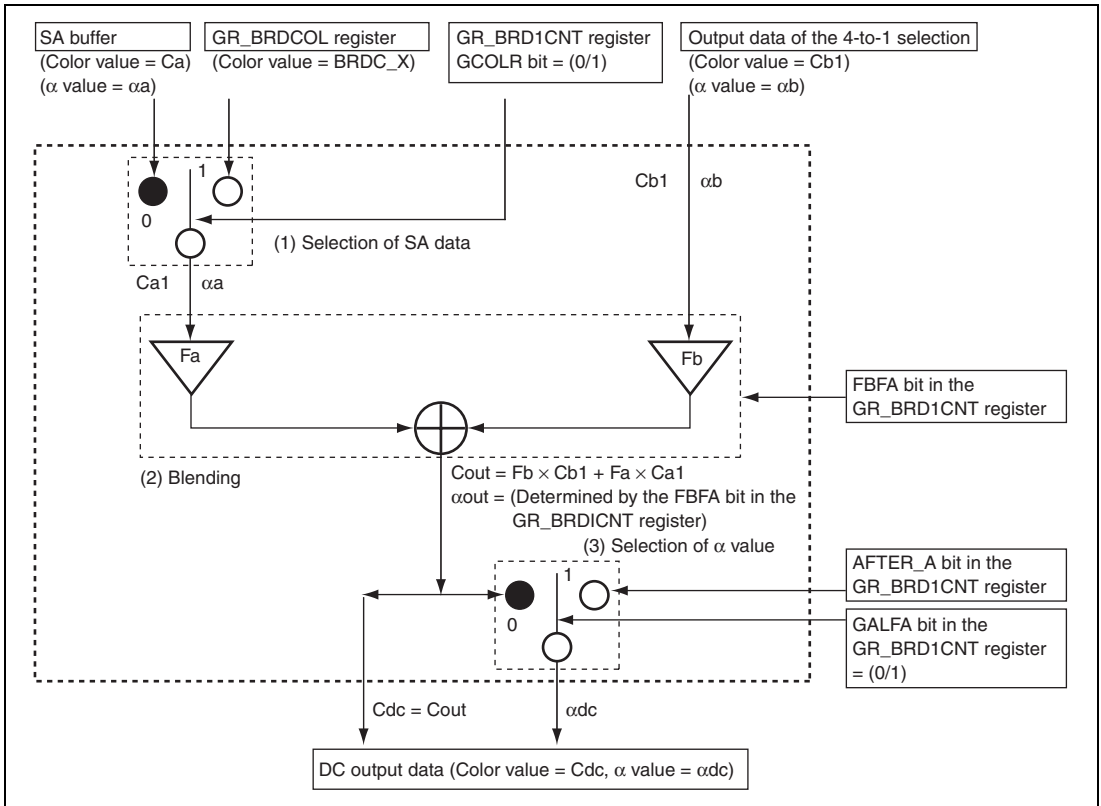 SA buffer
(Color value = Ca)
(α value = αa)
GR_BRDCOL register
(Color value = BRDC_X)
GR_BRD1CNT register
GCOLR bit = (0/1)
Output data of the 4-to-1 selection
(Color value = Cb1)
(α value = αb)
1
0
Cb1 αb
(1) Selection of SA data
Ca1 αa
Fa
Fb
FBFA bit in the
GR_BRD1CNT register
(2) Blending
Cout = Fb × Cb1 + Fa × Ca1
αout = (Determined by the FBFA bit in the
GR_BRDICNT register)
(3) Selection of α value
1
0
AFTER_A bit in the
GR_BRD1CNT register
GALFA bit in the
GR_BRD1CNT register
= (0/1)
Cdc = Cout
αdc
DC output data (Color value = Cdc, α value = αdc)